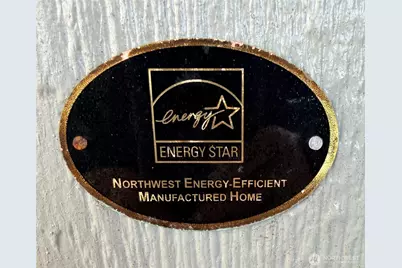 energy
ENERGY STAR
NORTHWEST ENERGY-EFFICIENT
MANUFACTURED HOME